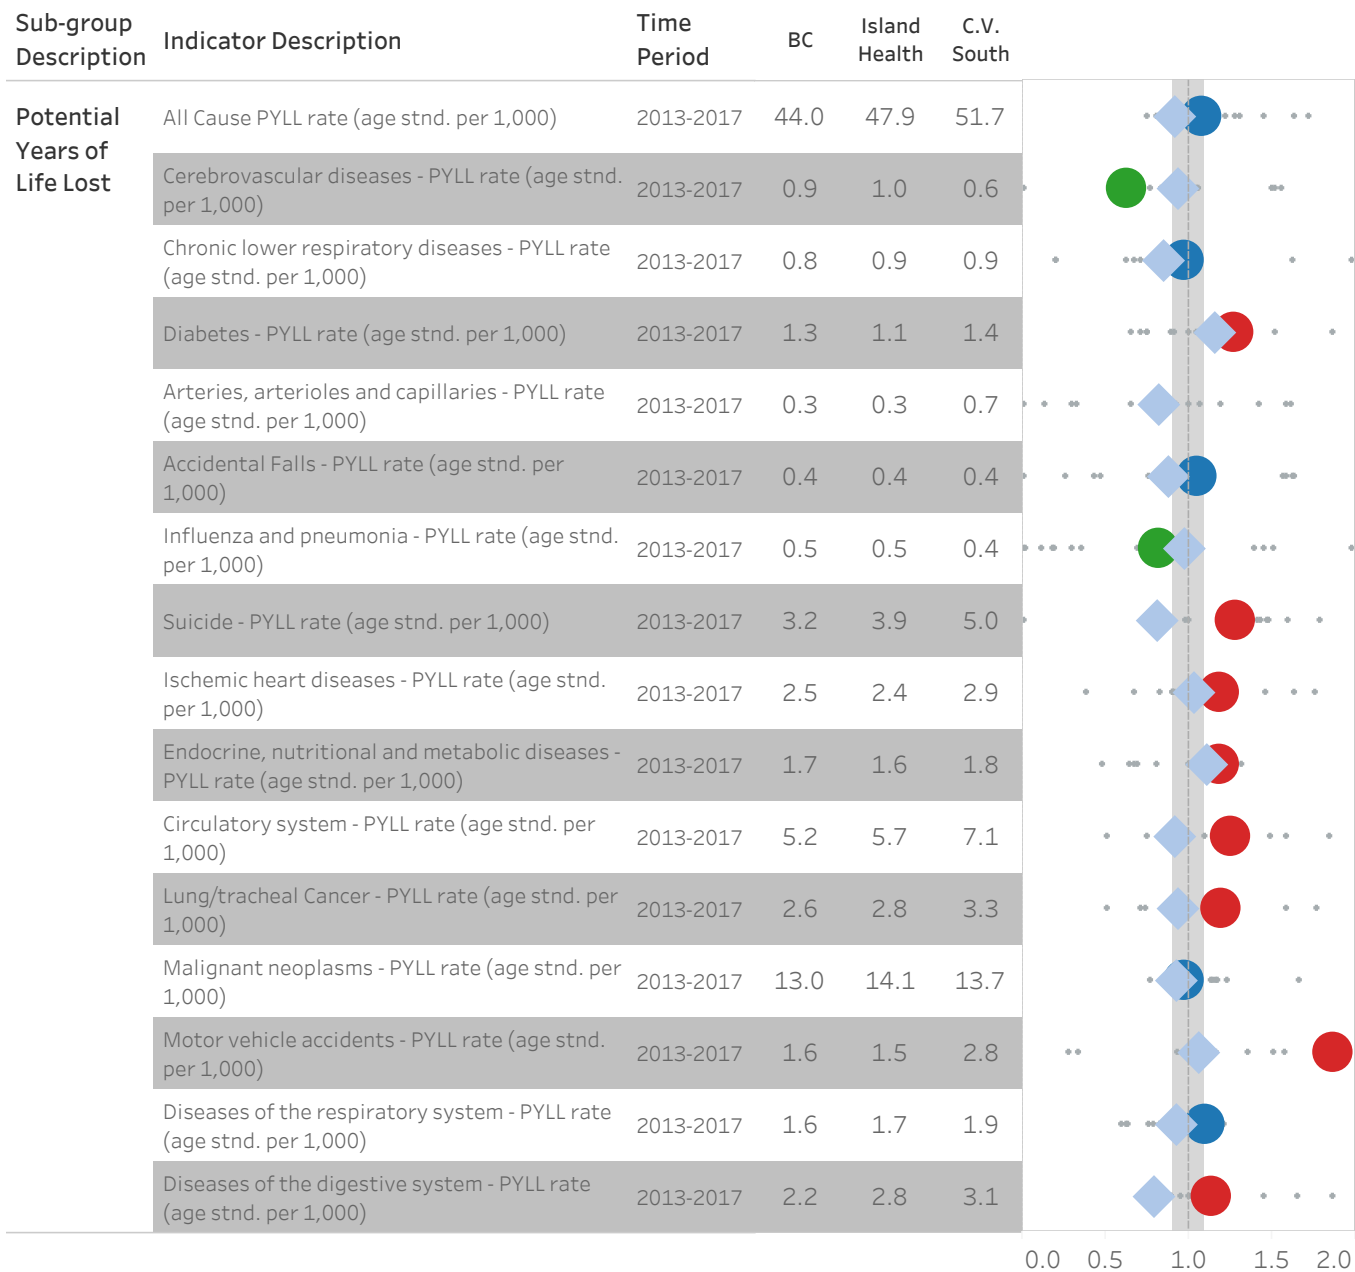 Sub-group Description Indicator Description Time Period BC Island Health C.V. South
Potential Years of Life Lost
All Cause PYLL rate (age stnd. per 1,000) 2013-2017 44.0 47.9 51.7
Cerebrovascular diseases - PYLL rate (age stnd. per 1,000) 2013-2017 0.9 1.0 0.6
Chronic lower respiratory diseases - PYLL rate (age stnd. per 1,000) 2013-2017 0.8 0.9 0.9
Diabetes - PYLL rate (age stnd. per 1,000) 2013-2017 1.3 1.1 1.4
Arteries, arterioles and capillaries - PYLL rate (age stnd. per 1,000) 2013-2017 0.3 0.3 0.7
Accidental Falls - PYLL rate (age stnd. per 1,000) 2013-2017 0.4 0.4 0.4
Influenza and pneumonia - PYLL rate (age stnd. per 1,000) 2013-2017 0.5 0.5 0.4
Suicide - PYLL rate (age stnd. per 1,000) 2013-2017 3.2 3.9 5.0
Ischemic heart diseases - PYLL rate (age stnd. per 1,000) 2013-2017 2.5 2.4 2.9
Endocrine, nutritional and metabolic diseases - PYLL rate (age stnd. per 1,000) 2013-2017 1.7 1.6 1.8
Circulatory system - PYLL rate (age stnd. per 1,000) 2013-2017 5.2 5.7 7.1
Lung/tracheal Cancer - PYLL rate (age stnd. per 1,000) 2013-2017 2.6 2.8 3.3
Malignant neoplasms - PYLL rate (age stnd. per 1,000) 2013-2017 13.0 14.1 13.7
Motor vehicle accidents - PYLL rate (age stnd. per 1,000) 2013-2017 1.6 1.5 2.8
Diseases of the respiratory system - PYLL rate (age stnd. per 1,000) 2013-2017 1.6 1.7 1.9
Diseases of the digestive system - PYLL rate (age stnd. per 1,000) 2013-2017 2.2 2.8 3.1
0.0 0.5 1.0 1.5 2.0